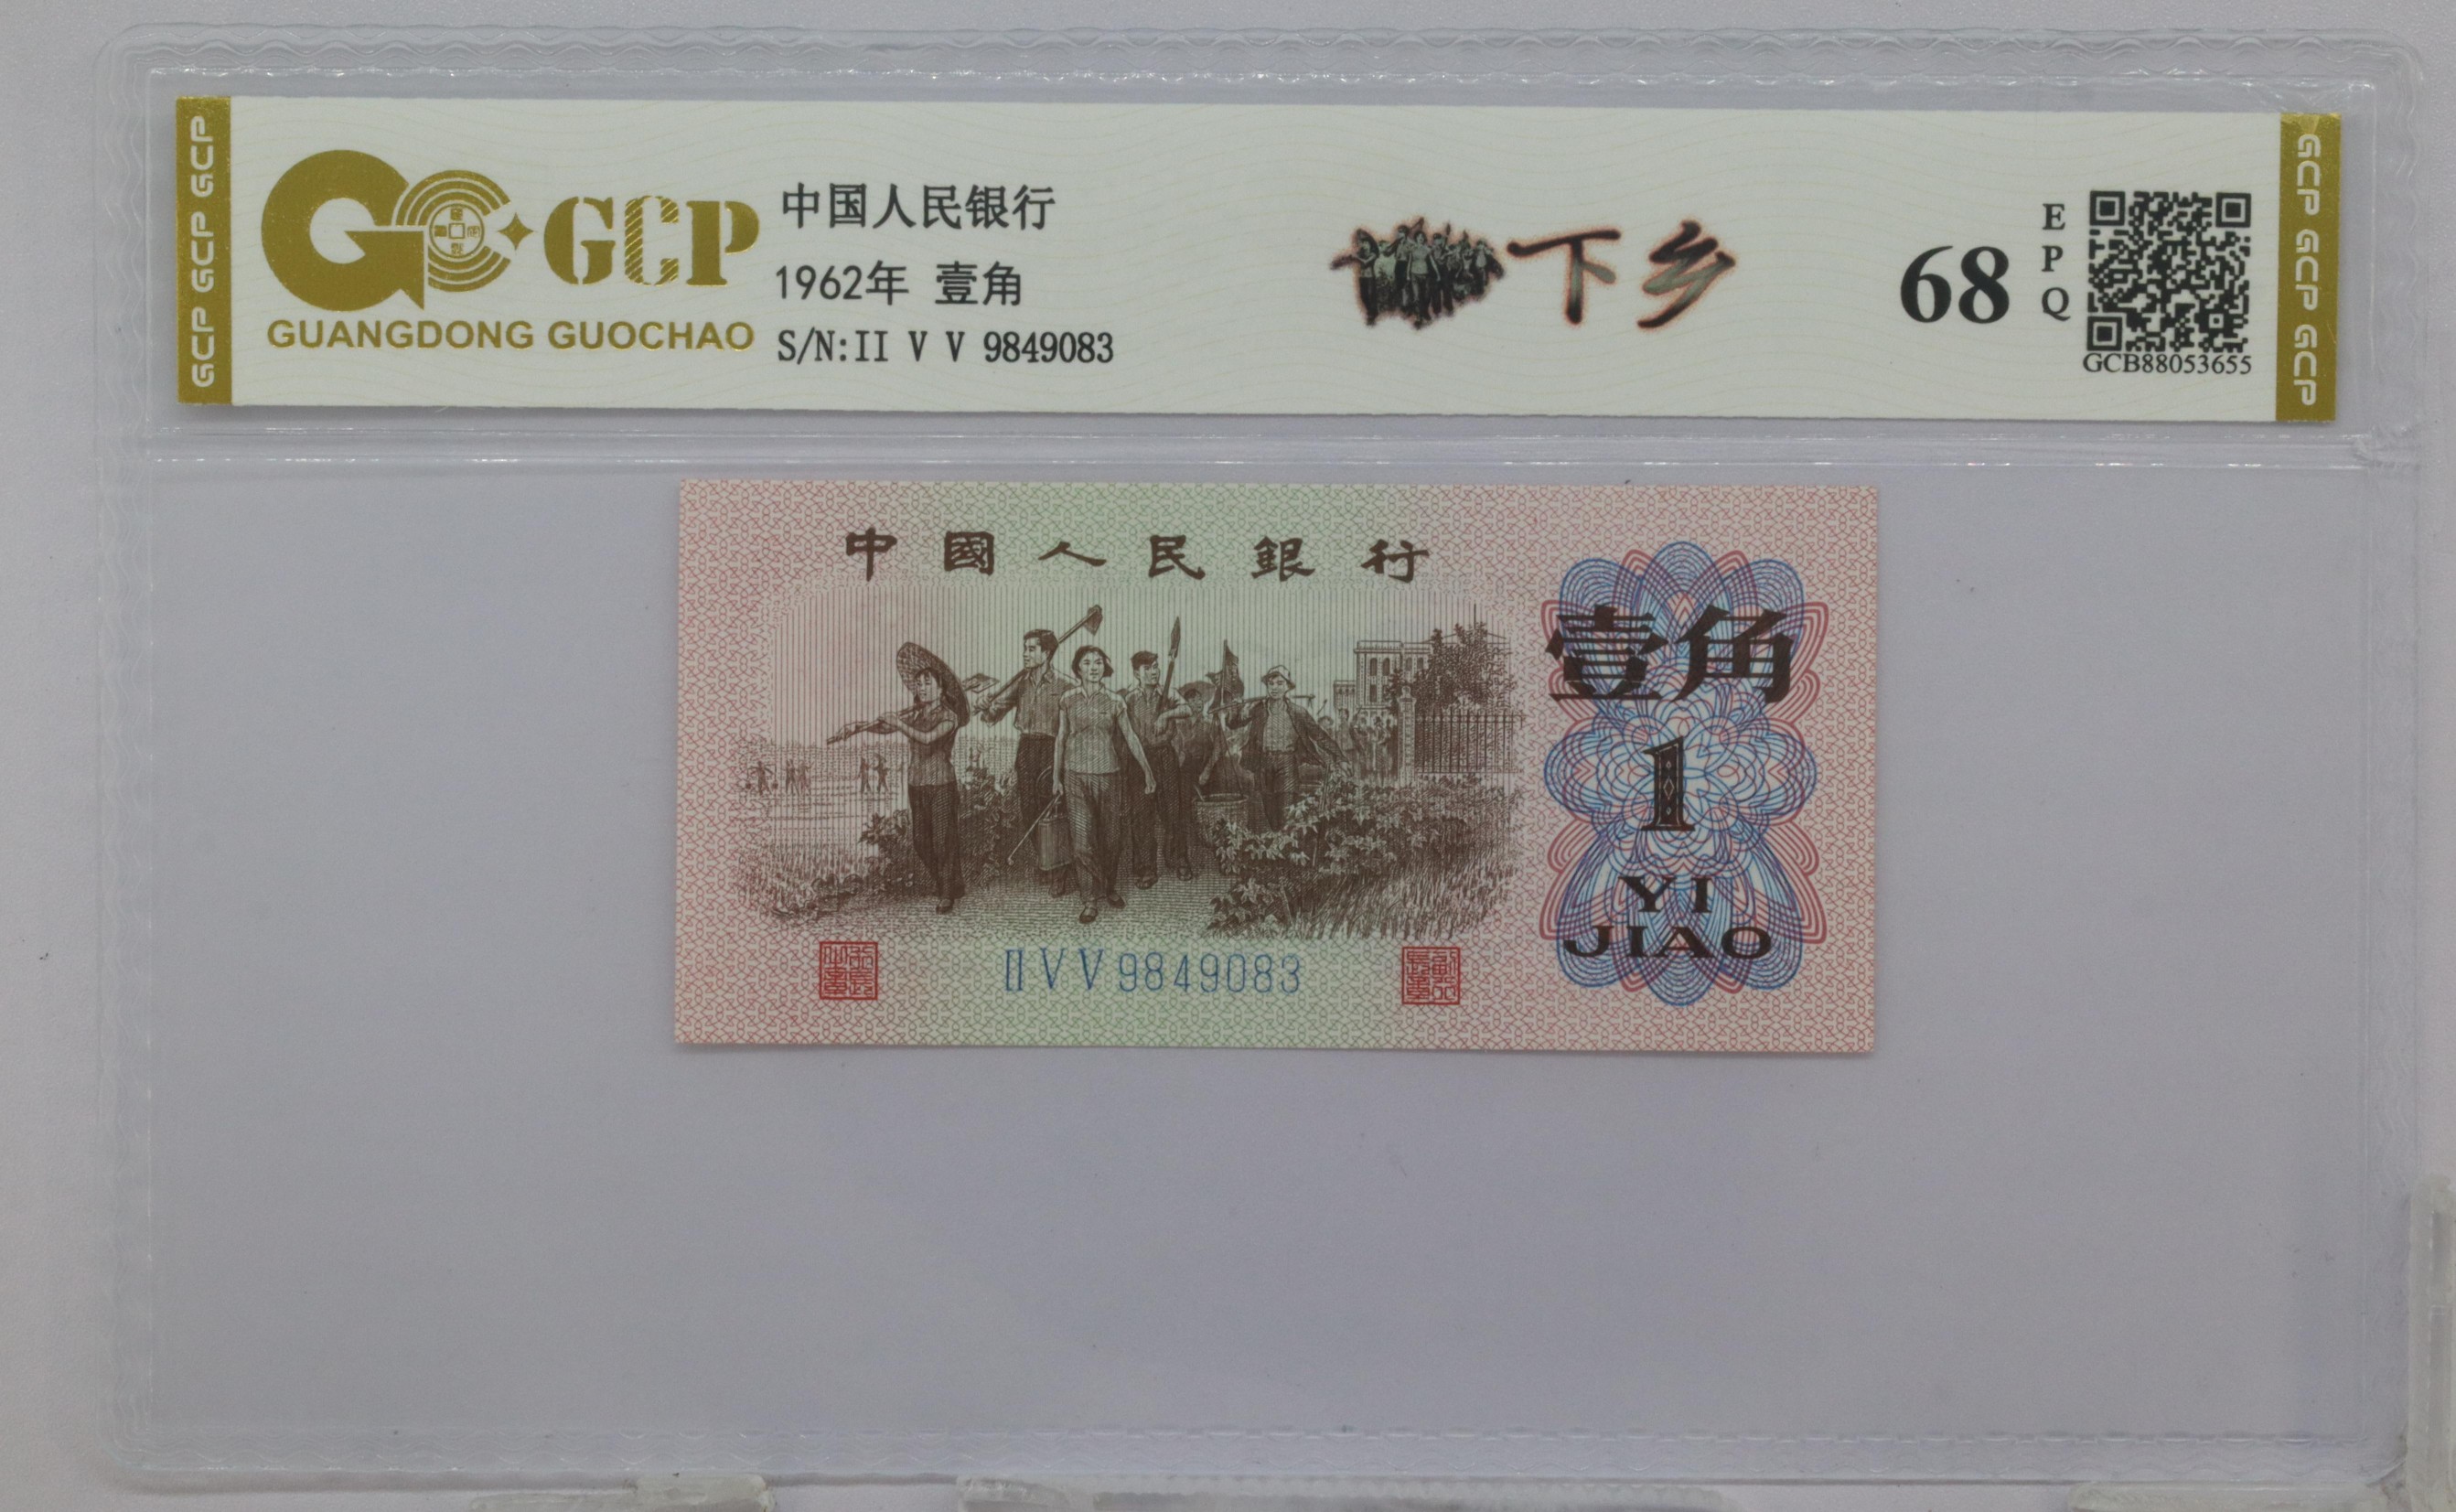 GCP GCP GCP
GCP
GUANGDONG GUOCHAO
中国人民银行
1962年 壹角
S/N:II V V 9849083
下乡
68
E
P
Q
GCB88053655
GCP GCP GCP
中國人民銀行
壹角
1
YI
JIAO
II V V 9849083